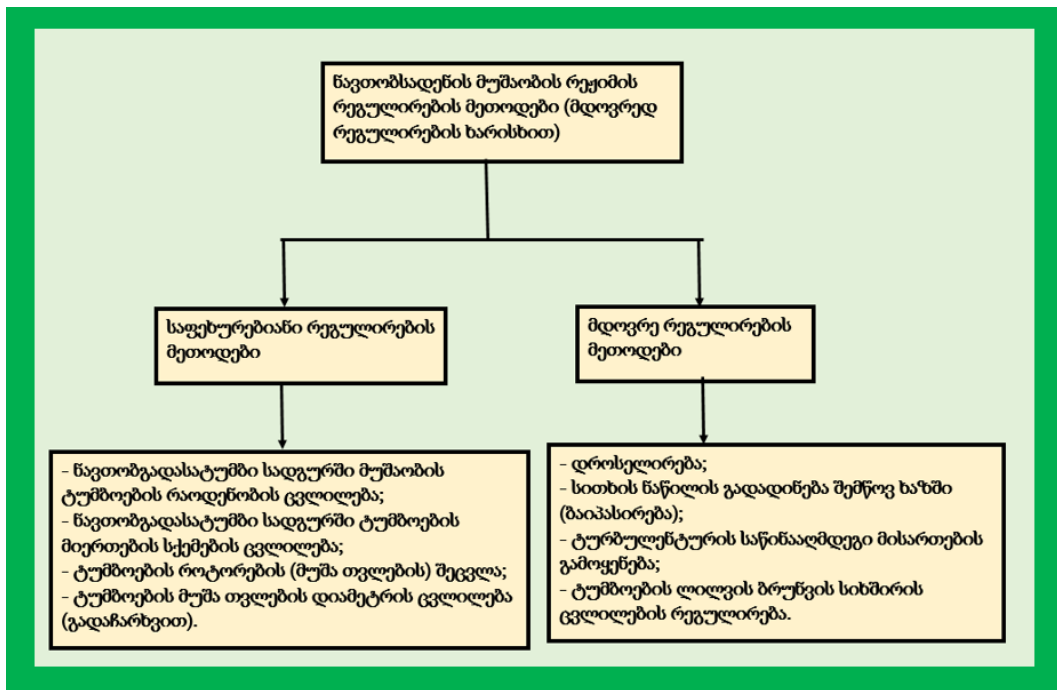 ნავთობსადენის მუშაობის რეჟიმის
რეგულირების მეთოდები (მდოვრედ
რეგულირების ხარისხით)
საფეხურებიანი რეგულირების
მეთოდები
მდოვრე რეგულირების
მეთოდები
- ნავთობგადასატუმბი სადგურში მუშაობის
ტუმბოების რაოდენობის ცვლილება;
- ნავთობგადასატუმბი სადგურში ტუმბოების
მიერთების სქემების ცვლილება;
- ტუმბოების როტორების (მუშა თვლების) შეცვლა;
- ტუმბოების მუშა თვლების დიამეტრის ცვლილება
(გადაჩარხვით).
- დროსელირება;
- სითხის ნაწილის გადადინება შემწოვ ხაზში
(ბაიპასირება);
- ტურბულენტურის საწინააღმდეგი მისართების
გამოყენება;
- ტუმბოების ლილვის ბრუნვის სიხშირის
ცვლილების რეგულირება.